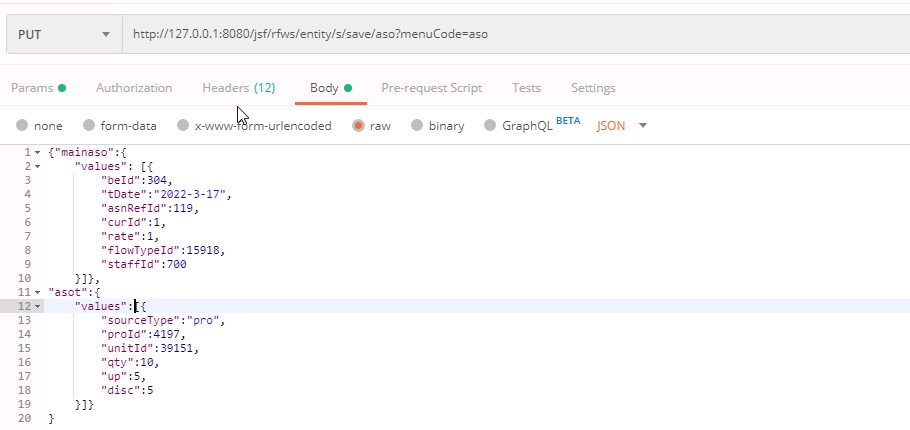 PUT http://127.0.0.1:8080/jsf/rfws/entity/s/save/aso?menuCode=aso
Params Authorization Headers (12) Body Pre-request Script Tests Settings
none form-data x-www-form-urlencoded raw binary GraphQL BETA JSON
1 {"mainaso":{
2 "values": [{
3 "beId":304,
4 "tDate":"2022-3-17",
5 "asnRefId":119,
6 "curId":1,
7 "rate":1,
8 "flowTypeId":15918,
9 "staffId":700
10 }]},
11 "asot":{
12 "values":[{
13 "sourceType":"pro",
14 "proId":4197,
15 "unitId":39151,
16 "qty":10,
17 "up":5,
18 "disc":5
19 }]}
20 }